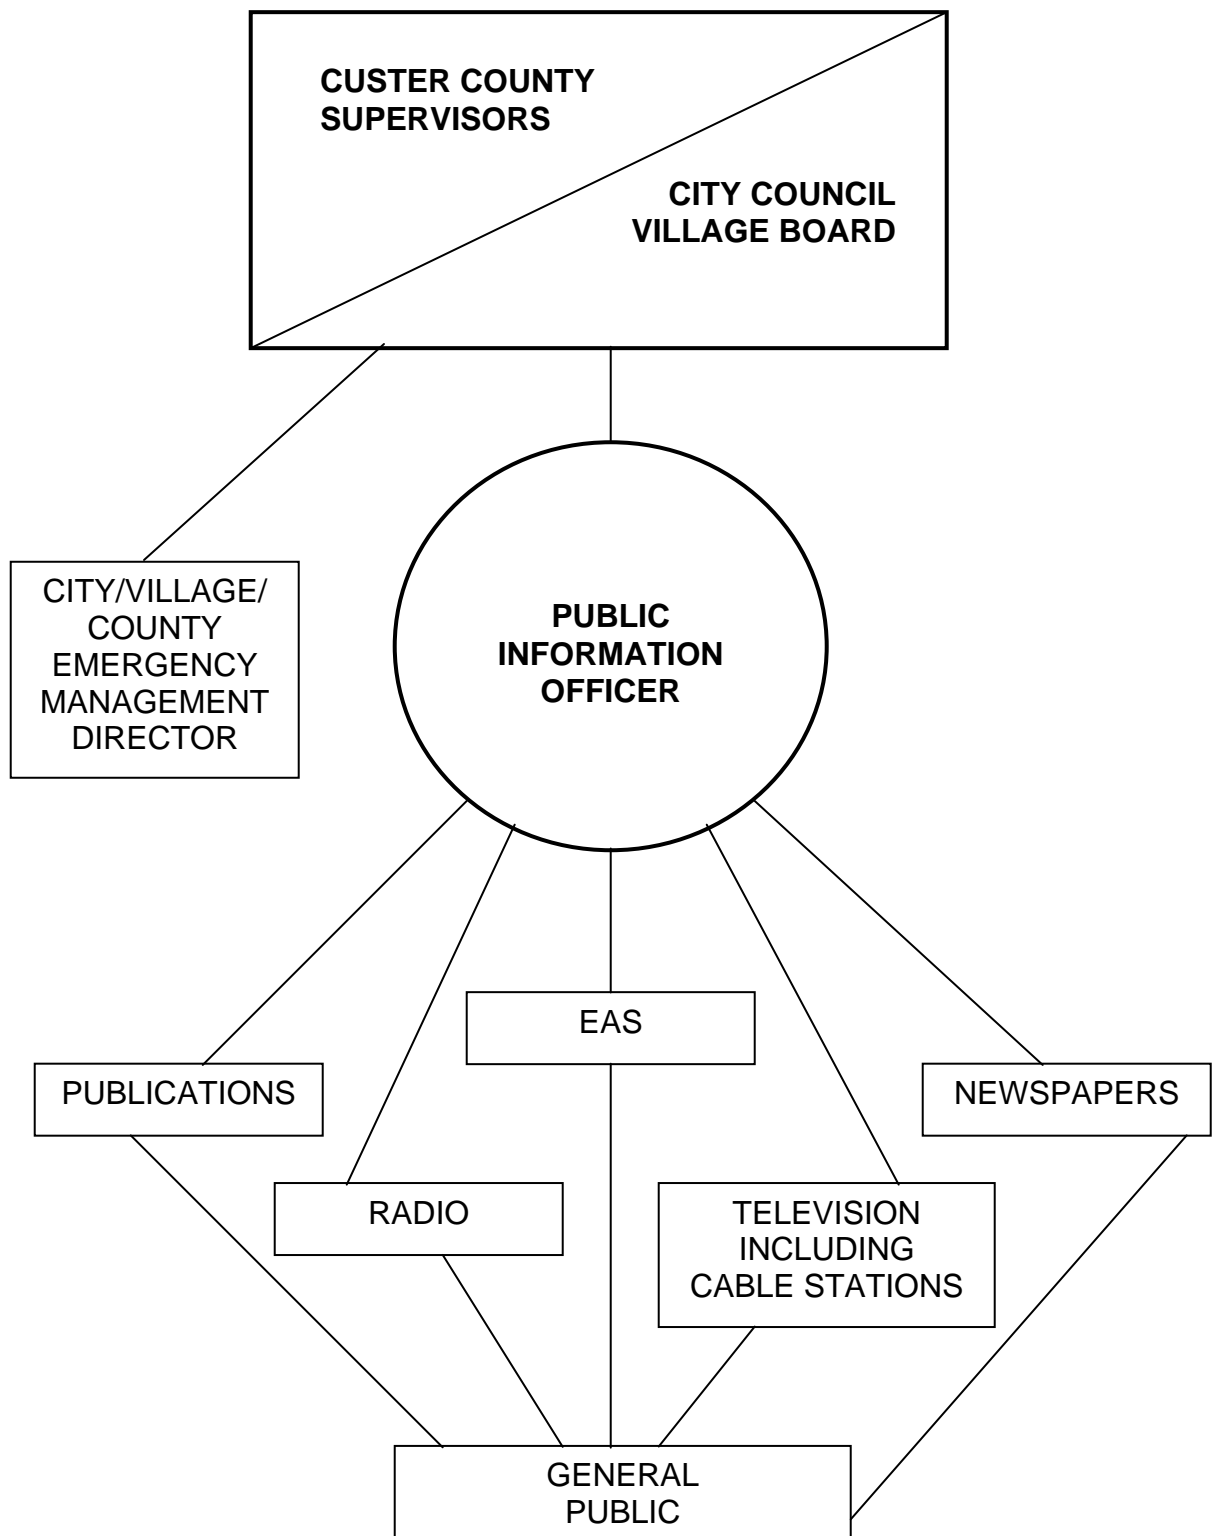 CUSTER COUNTY
SUPERVISORS
CITY COUNCIL
VILLAGE BOARD
CITY/VILLAGE/
COUNTY
EMERGENCY
MANAGEMENT
DIRECTOR
PUBLIC
INFORMATION
OFFICER
EAS
PUBLICATIONS
NEWSPAPERS
RADIO
TELEVISION
INCLUDING
CABLE STATIONS
GENERAL
PUBLIC